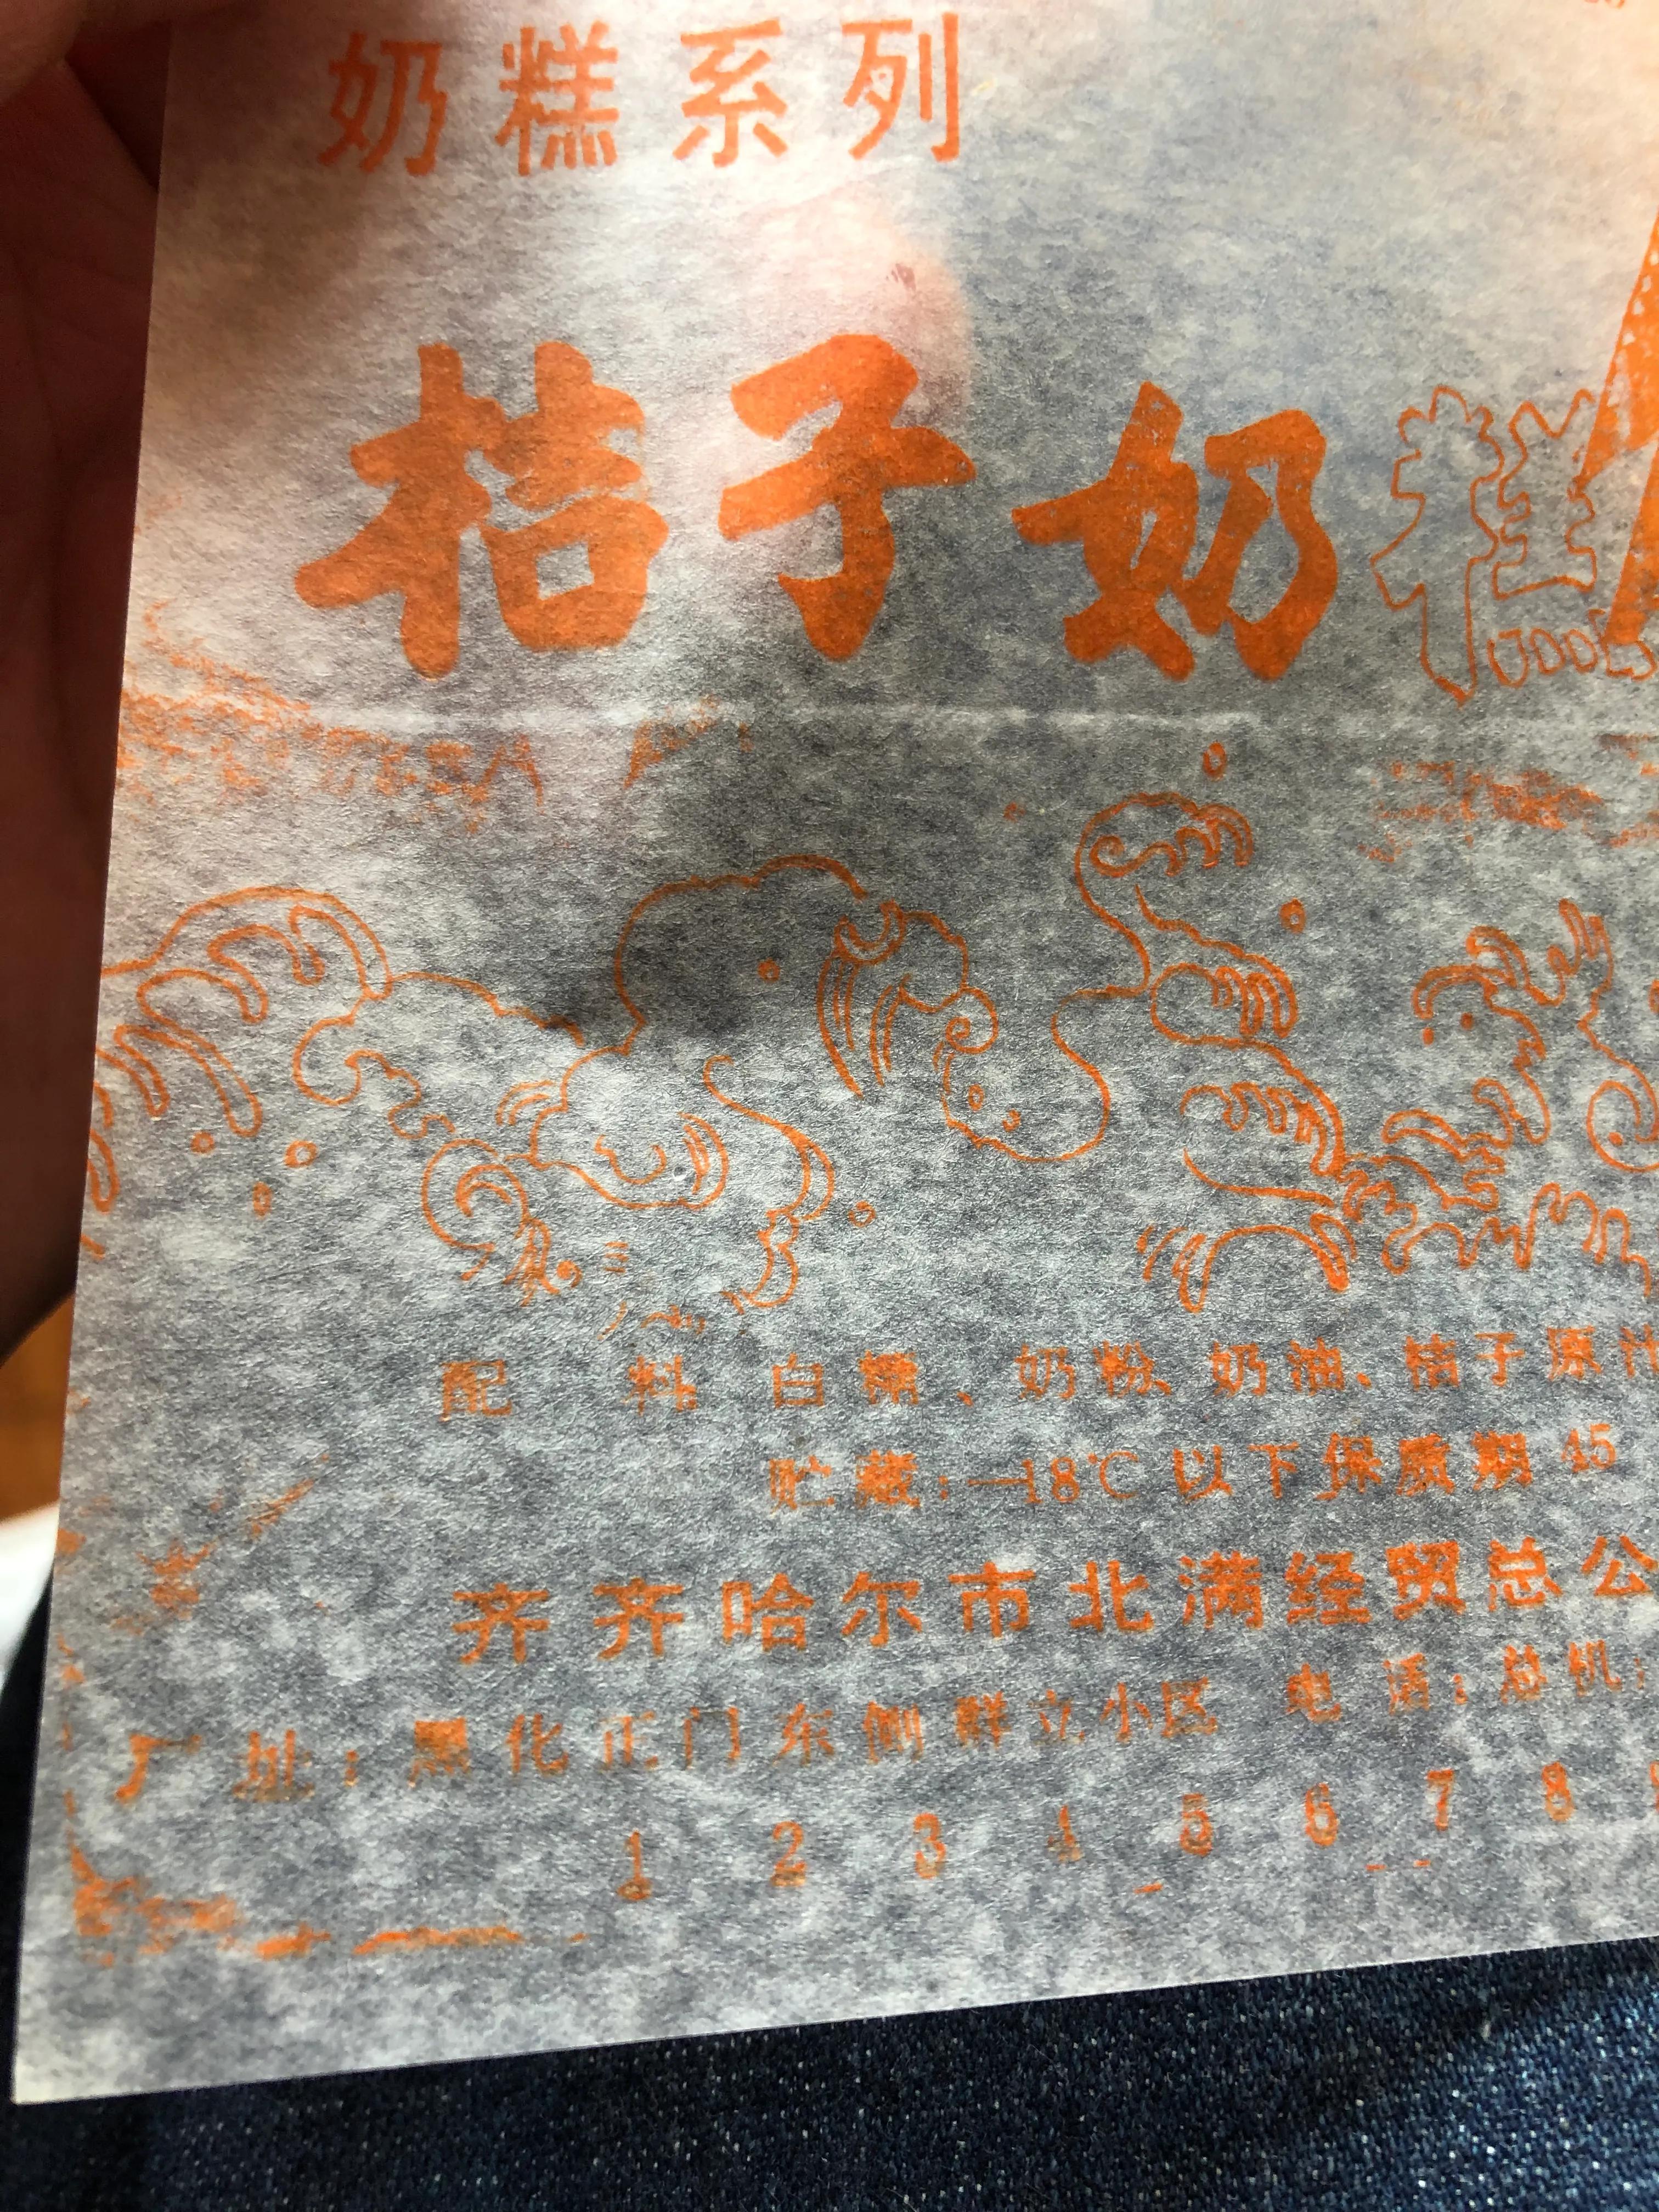 奶糕系列
桔子奶糕
配 料 白糖、奶粉、奶油、桔子原汁
贮藏:—18℃以下保质期 45
齐齐哈尔市北满经贸总公
厂 址:黑化正门东侧群立小区 电 话:总机:
1 2 3 4 5 6 7 8